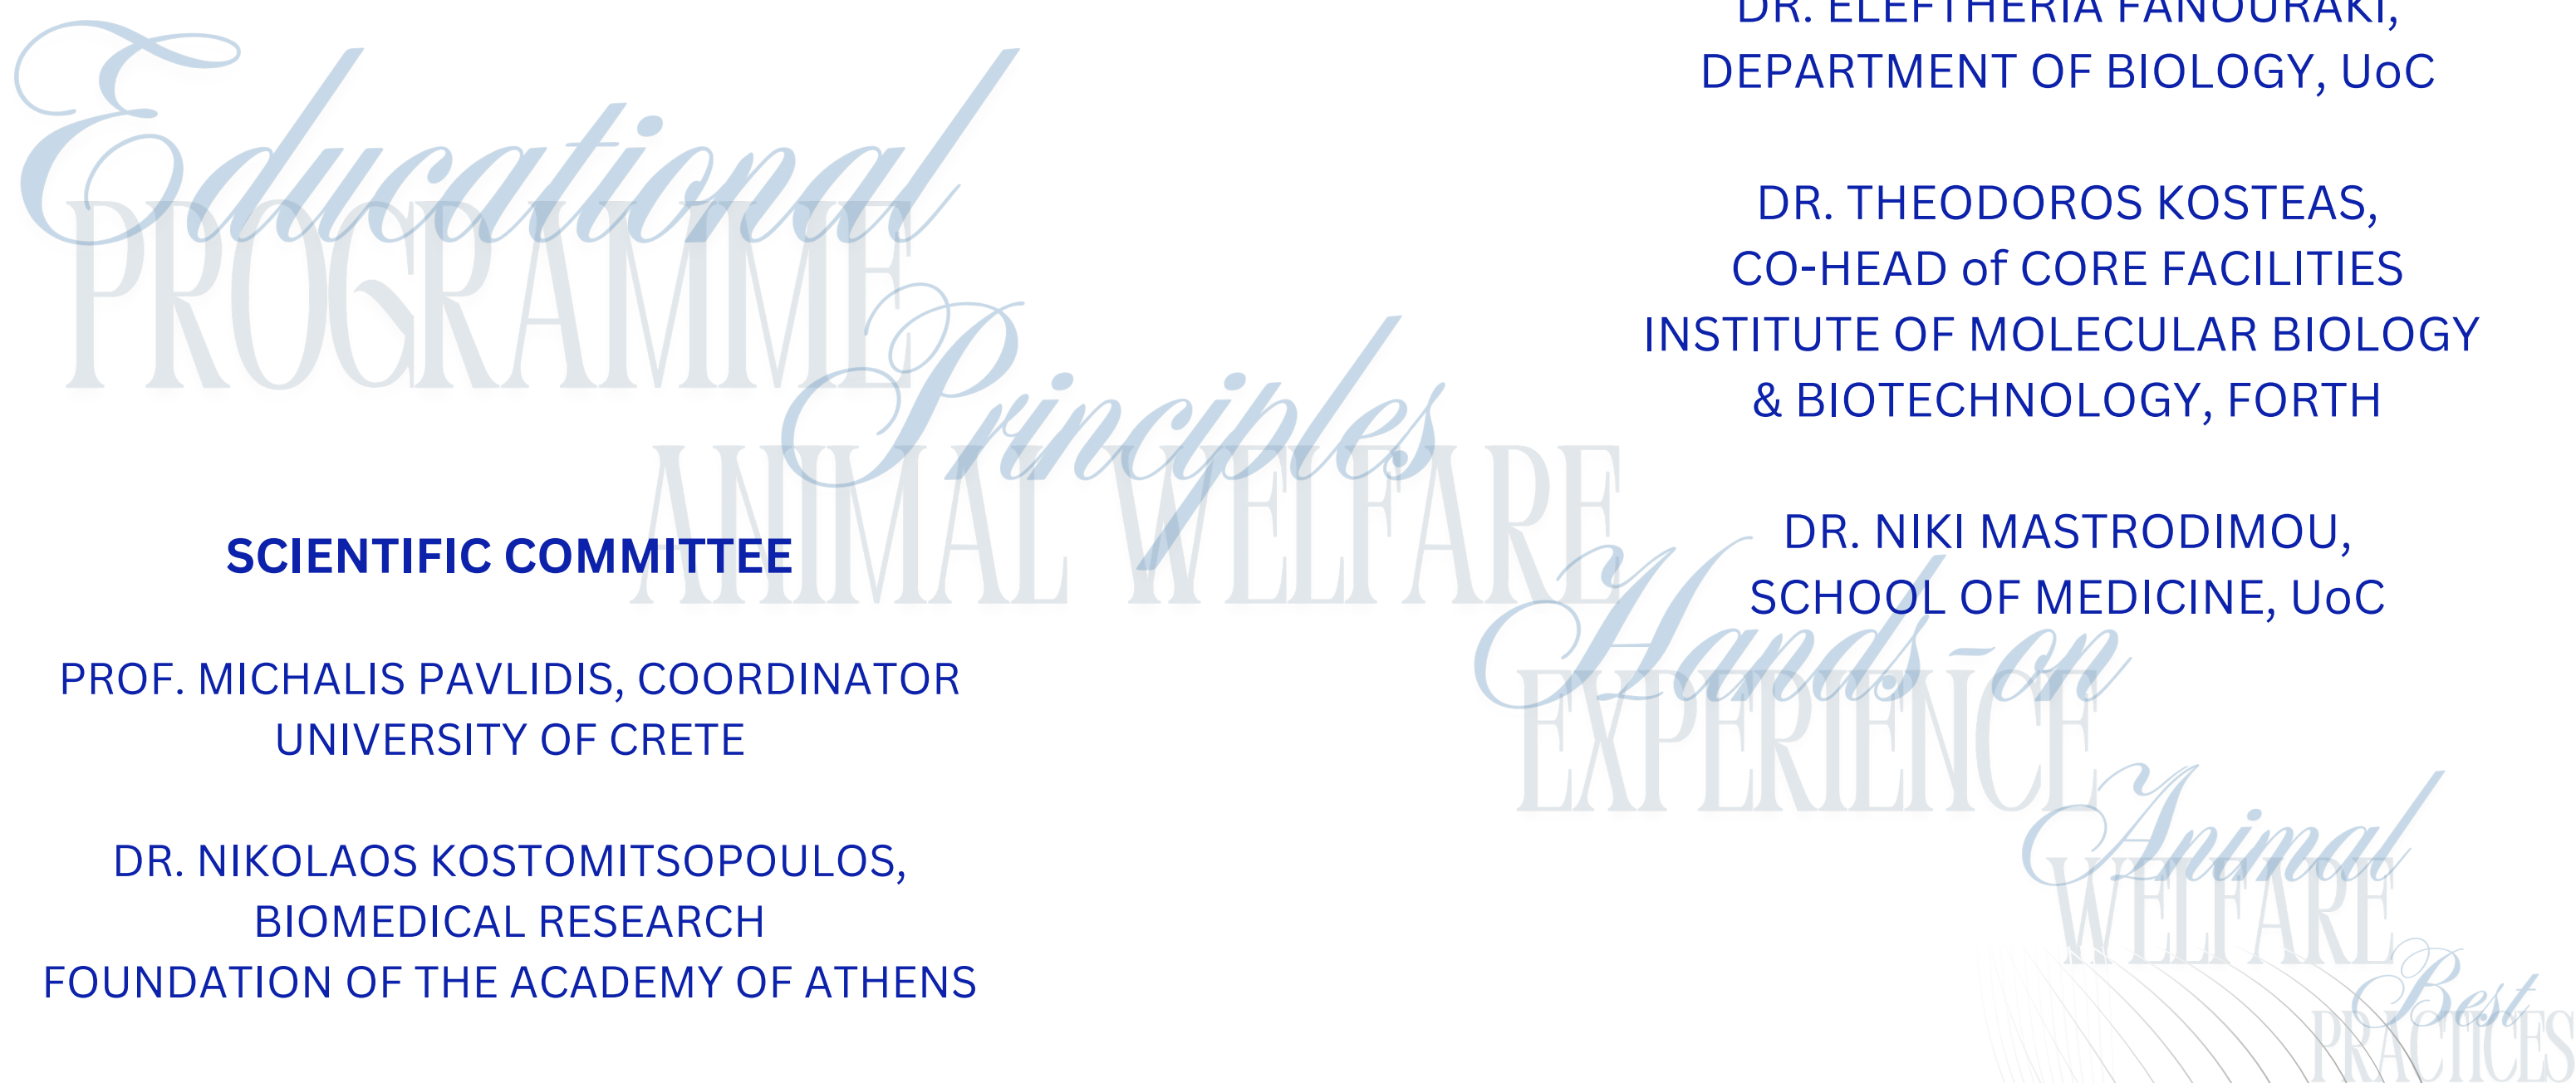 Educational
PROGRAMME
Principles
ANIMAL WELFARE
Hands-on
EXPERIENCE
Animal
WELFARE
Best
PRACTICES
SCIENTIFIC COMMITTEE
PROF. MICHALIS PAVLIDIS, COORDINATOR
UNIVERSITY OF CRETE
DR. NIKOLAOS KOSTOMITSOPOULOS,
BIOMEDICAL RESEARCH
FOUNDATION OF THE ACADEMY OF ATHENS
DR. ELEFTHERIA FANOURAKI,
DEPARTMENT OF BIOLOGY, UoC
DR. THEODOROS KOSTEAS,
CO-HEAD of CORE FACILITIES
INSTITUTE OF MOLECULAR BIOLOGY
& BIOTECHNOLOGY, FORTH
DR. NIKI MASTRODIMOU,
SCHOOL OF MEDICINE, UoC